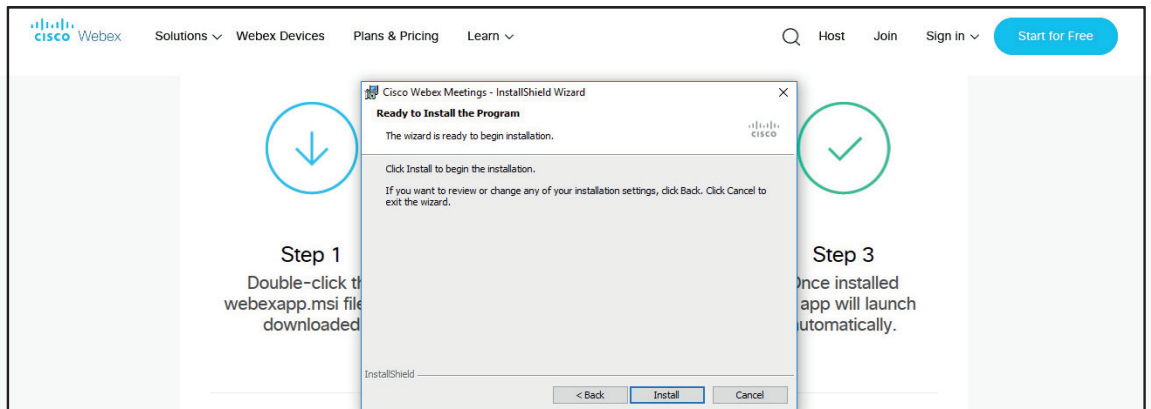 cisco Webex Solutions Webex Devices Plans & Pricing Learn Host Join Sign in Start for Free
Cisco Webex Meetings - InstallShield Wizard
Ready to Install the Program
The wizard is ready to begin installation.
cisco
Click Install to begin the installation.
If you want to review or change any of your installation settings, click Back. Click Cancel to
exit the wizard.
InstallShield
< Back Install Cancel
Step 1
Double-click
webexapp.msi
downloaded
Step 3
installed
app will launch
automatically.